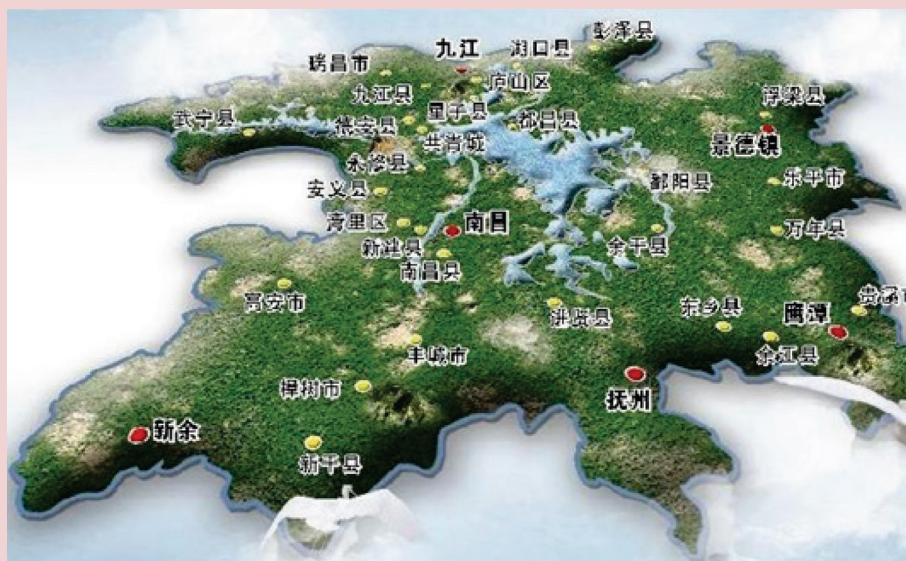 彭泽县
九江
湖口县
瑞昌市
庐山区
九江县
浮梁县
星子县
武宁县
德安县
都昌县
共青城
景德镇
永修县
鄱阳县
乐平市
安义县
湾里区
南昌
万年县
新建县
余干县
南昌县
高安市
进贤县
东乡县
贵溪市
鹰潭
丰城市
余江县
樟树市
抚州
新余
新干县